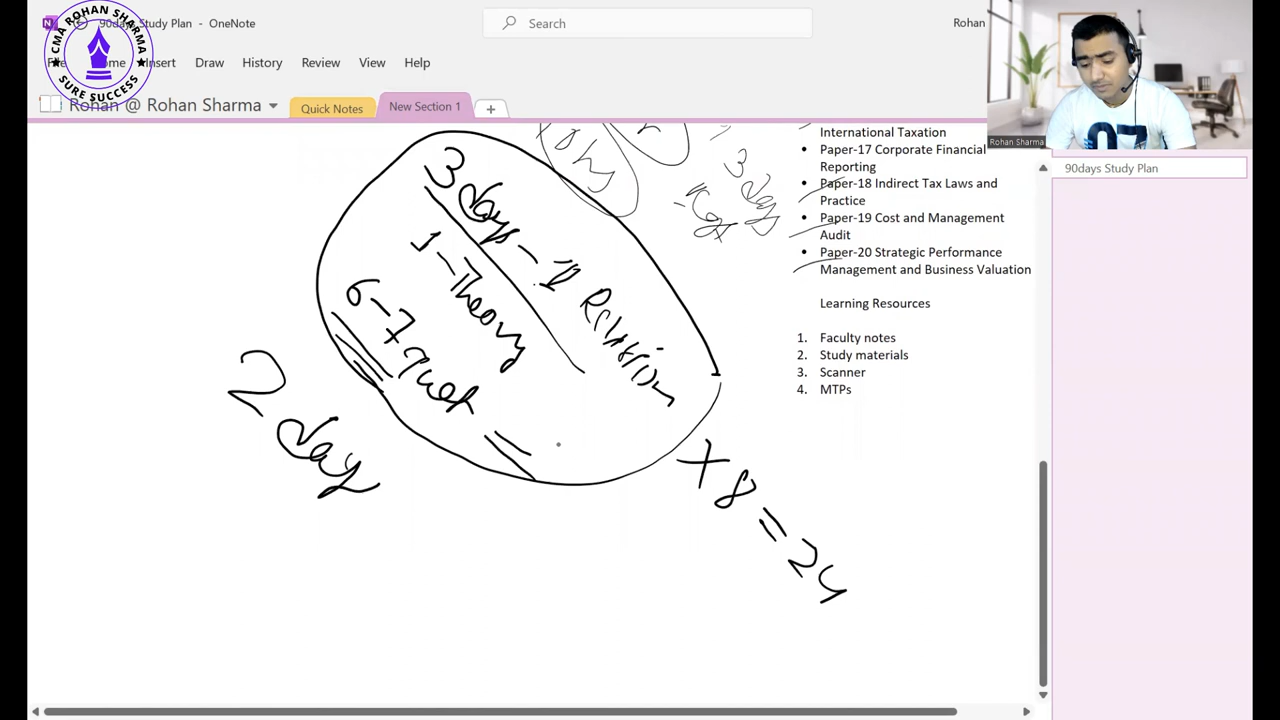 90days Study Plan - OneNote
Search
Rohan
CMA ROHAN SHARMA
SURE SUCCESS
Insert
Draw
History
Review
View
Help
Rohan @ Rohan Sharma
Quick Notes
New Section 1
+
Rohan Sharma
90days Study Plan
International Taxation
• Paper-17 Corporate Financial
Reporting
• Paper-18 Indirect Tax Laws and
Practice
• Paper-19 Cost and Management
Audit
• Paper-20 Strategic Performance
Management and Business Valuation
Learning Resources
1. Faculty notes
2. Study materials
3. Scanner
4. MTPs
3 day
3 days - 1 Revision
1 - Theory
6-7
2 day
× 8 = 24